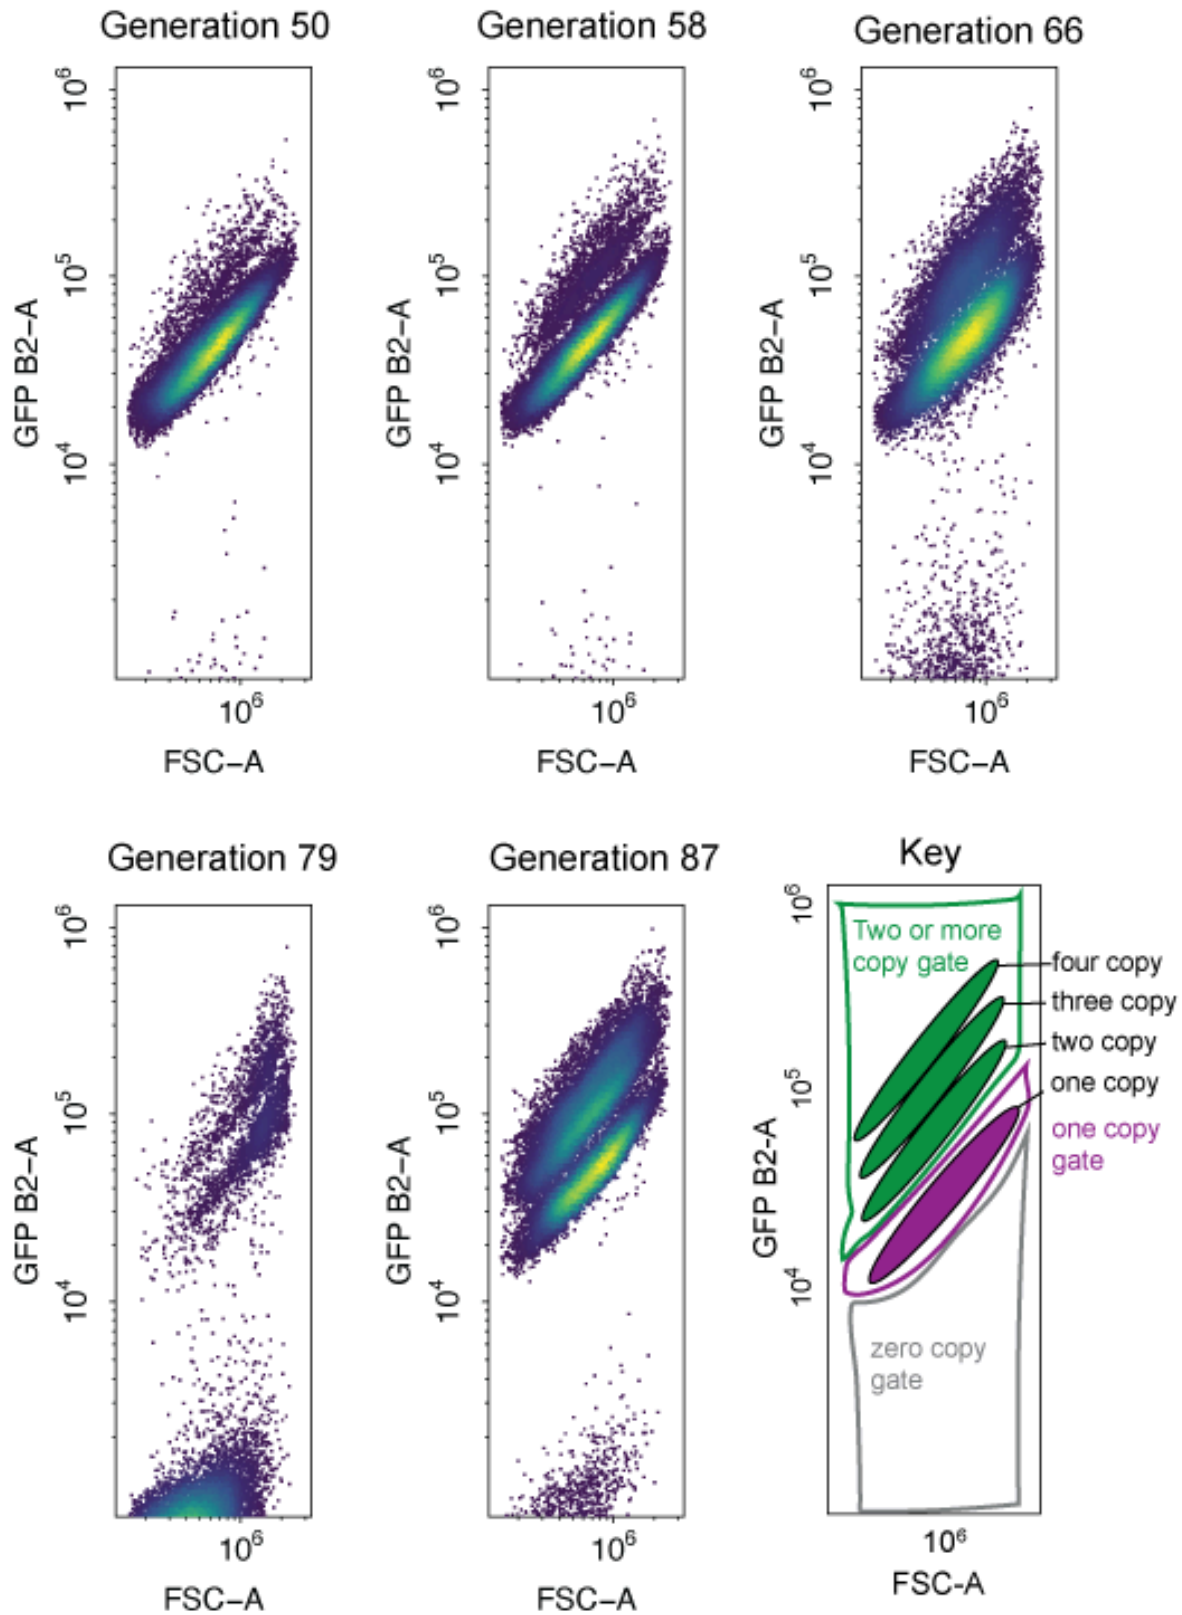 Generation 50
Generation 58
Generation 66
10⁶
10⁵
10⁴
GFP B2–A
10⁶
FSC–A
10⁶
10⁵
10⁴
GFP B2–A
10⁶
FSC–A
10⁶
10⁵
10⁴
GFP B2–A
10⁶
FSC–A
Generation 79
Generation 87
Key
10⁶
10⁵
10⁴
GFP B2–A
10⁶
FSC–A
10⁶
10⁵
10⁴
GFP B2–A
10⁶
FSC–A
10⁶
10⁵
10⁴
GFP B2-A
Two or more
copy gate
four copy
three copy
two copy
one copy
one copy
gate
zero copy
gate
10⁶
FSC-A